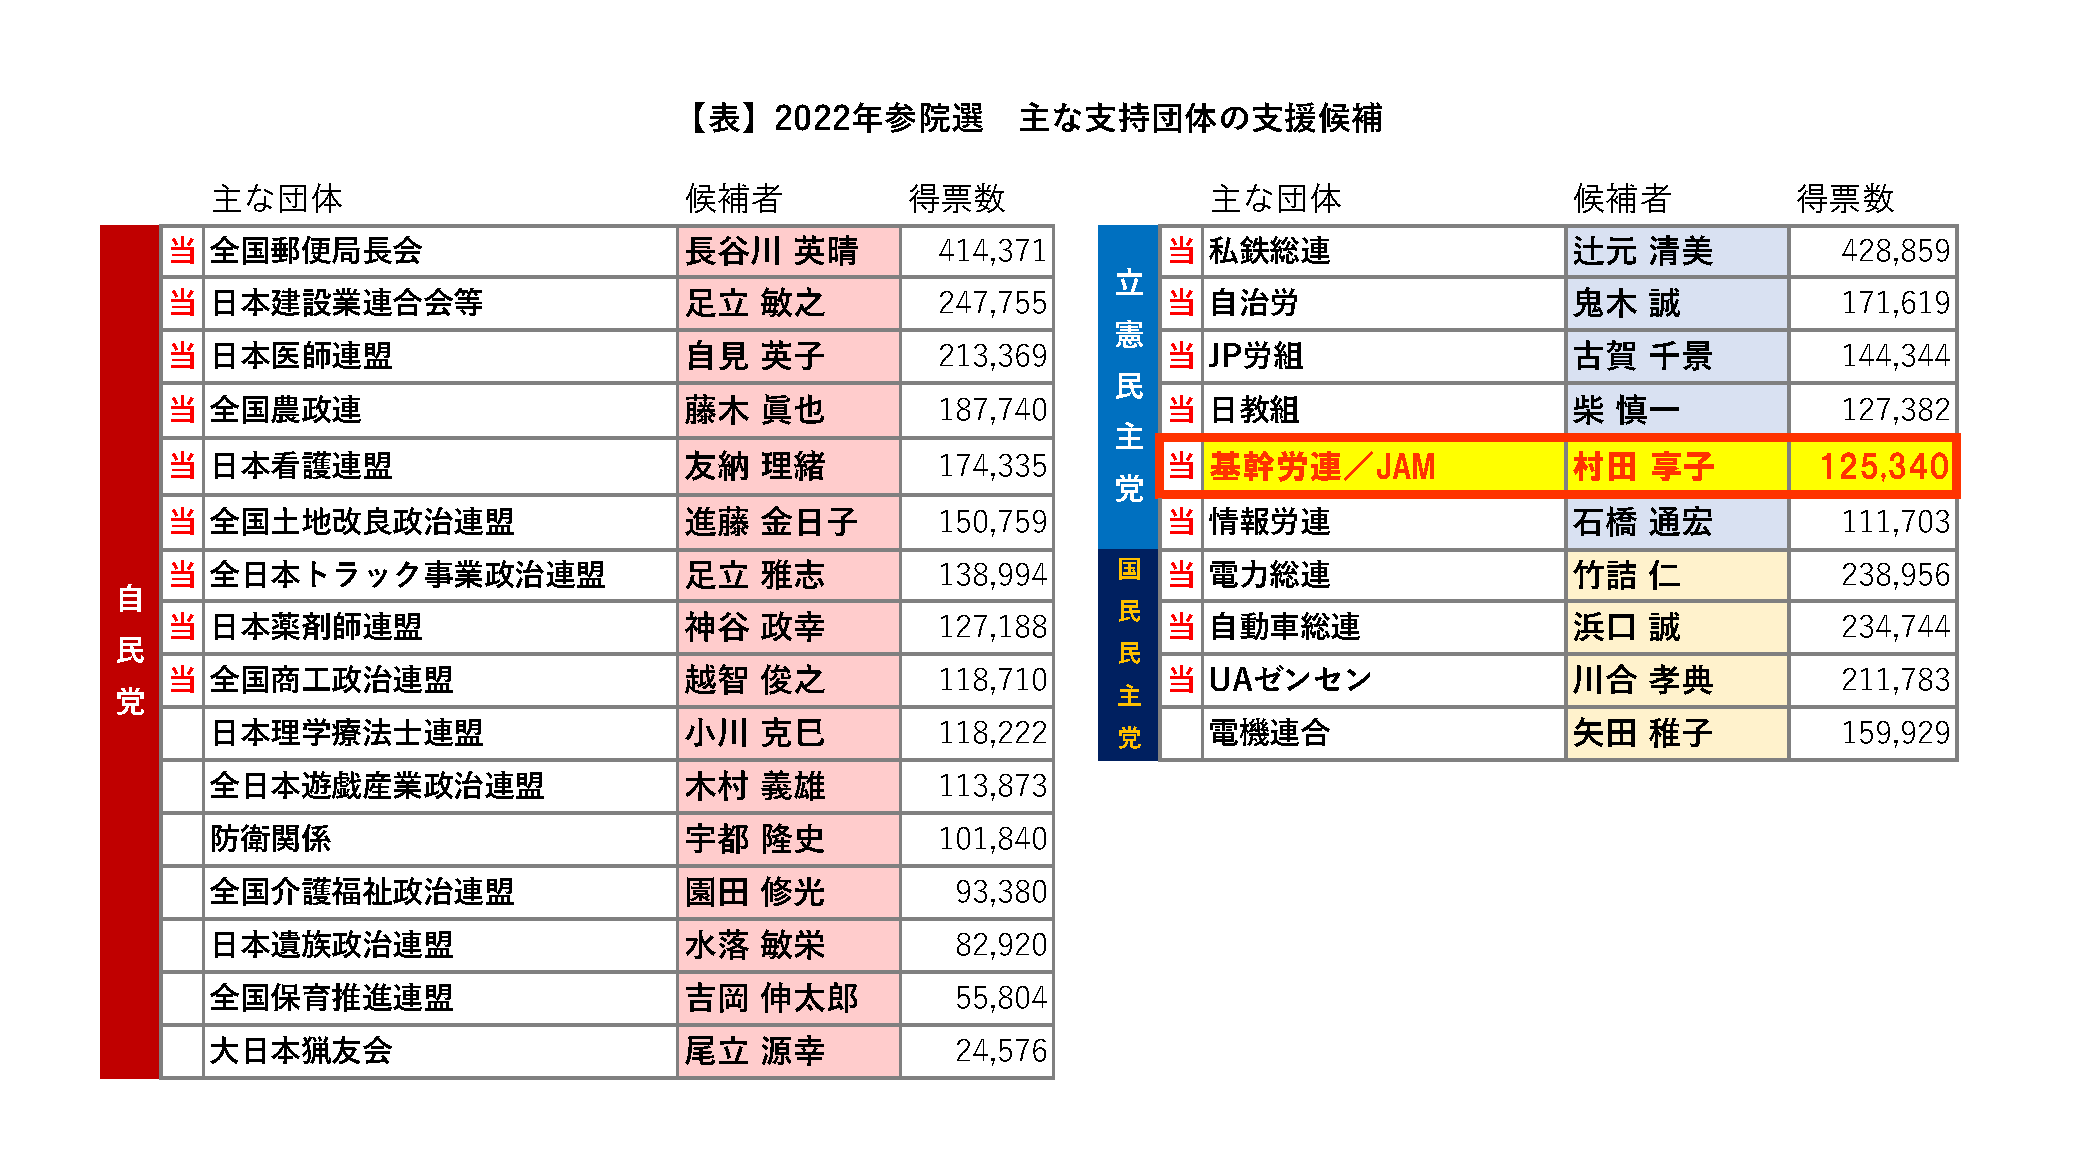 【表】2022年参院選　主な支持団体の支援候補
主な団体 候補者 得票数
自民党
当 全国郵便局長会 長谷川 英晴 414,371
当 日本建設業連合会等 足立 敏之 247,755
当 日本医師連盟 自見 英子 213,369
当 全国農政連 藤木 眞也 187,740
当 日本看護連盟 友納 理緒 174,335
当 全国土地改良政治連盟 進藤 金日子 150,759
当 全日本トラック事業政治連盟 足立 雅志 138,994
当 日本薬剤師連盟 神谷 政幸 127,188
当 全国商工政治連盟 越智 俊之 118,710
日本理学療法士連盟 小川 克巳 118,222
全日本遊戯産業政治連盟 木村 義雄 113,873
防衛関係 宇都 隆史 101,840
全国介護福祉政治連盟 園田 修光 93,380
日本遺族政治連盟 水落 敏栄 82,920
全国保育推進連盟 吉岡 伸太郎 55,804
大日本猟友会 尾立 源幸 24,576
主な団体 候補者 得票数
立憲民主党
当 私鉄総連 辻元 清美 428,859
当 自治労 鬼木 誠 171,619
当 JP労組 古賀 千景 144,344
当 日教組 柴 慎一 127,382
当 基幹労連／JAM 村田 享子 125,340
当 情報労連 石橋 通宏 111,703
国民民主党
当 電力総連 竹詰 仁 238,956
当 自動車総連 浜口 誠 234,744
当 UAゼンセン 川合 孝典 211,783
電機連合 矢田 稚子 159,929